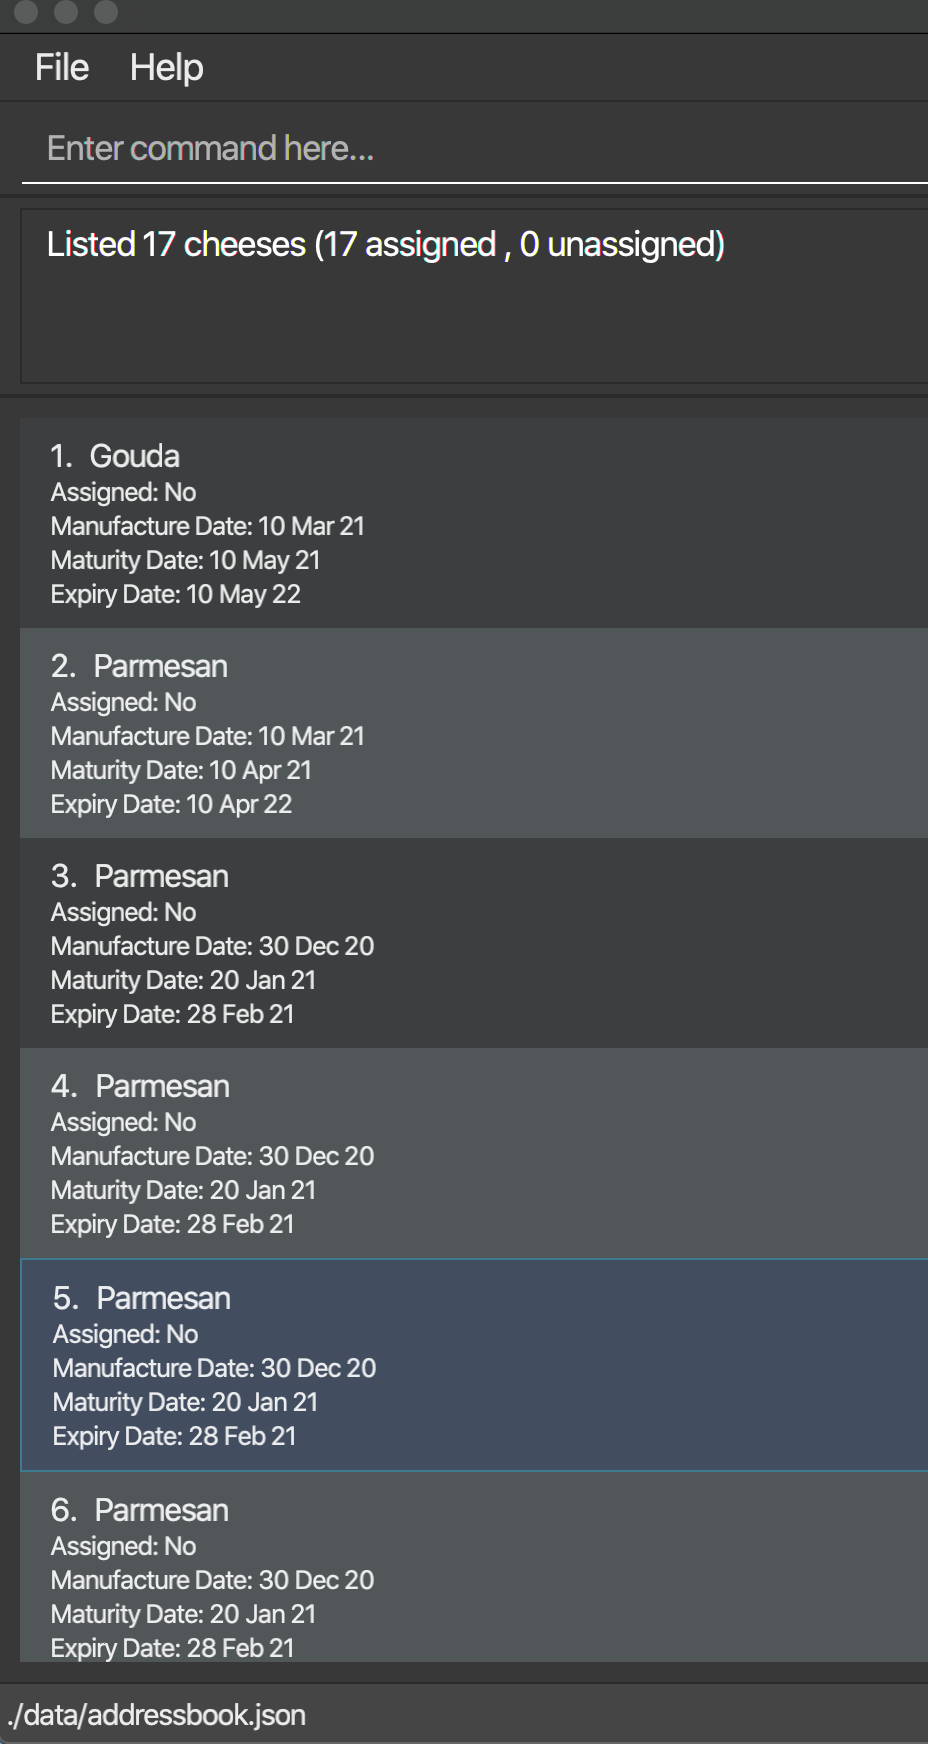 File Help
Enter command here...
Listed 17 cheeses (17 assigned , 0 unassigned)
1. Gouda
Assigned: No
Manufacture Date: 10 Mar 21
Maturity Date: 10 May 21
Expiry Date: 10 May 22
2. Parmesan
Assigned: No
Manufacture Date: 10 Mar 21
Maturity Date: 10 Apr 21
Expiry Date: 10 Apr 22
3. Parmesan
Assigned: No
Manufacture Date: 30 Dec 20
Maturity Date: 20 Jan 21
Expiry Date: 28 Feb 21
4. Parmesan
Assigned: No
Manufacture Date: 30 Dec 20
Maturity Date: 20 Jan 21
Expiry Date: 28 Feb 21
5. Parmesan
Assigned: No
Manufacture Date: 30 Dec 20
Maturity Date: 20 Jan 21
Expiry Date: 28 Feb 21
6. Parmesan
Assigned: No
Manufacture Date: 30 Dec 20
Maturity Date: 20 Jan 21
Expiry Date: 28 Feb 21
./data/addressbook.json